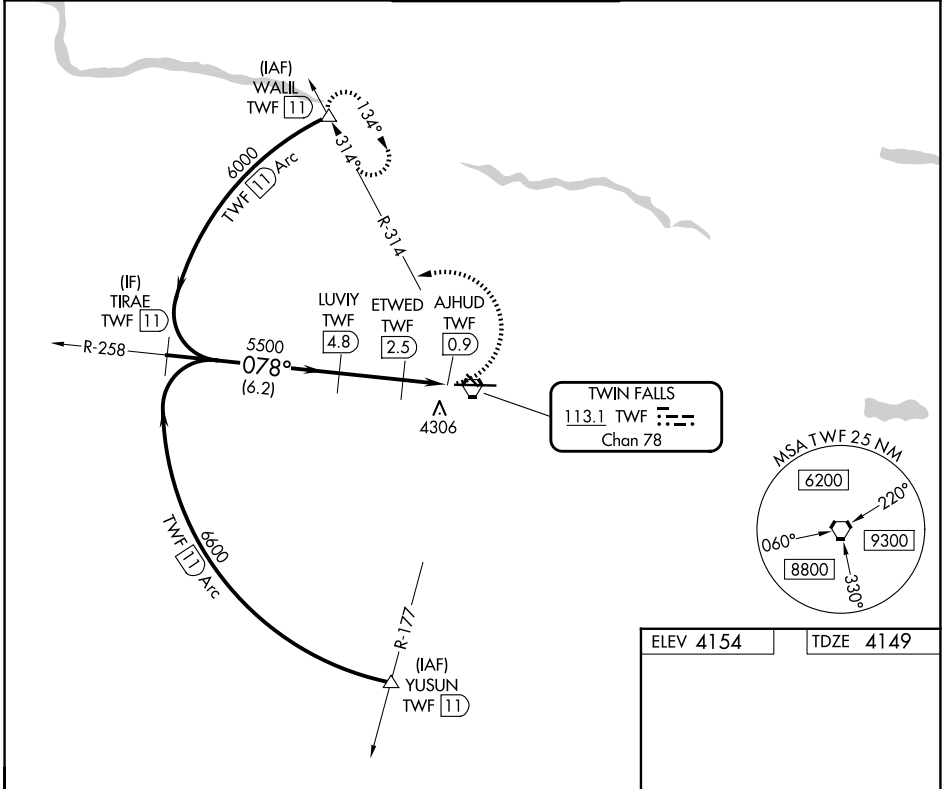 (IAF)
WALIL
TWF 11
134°
314°
6000
TWF 11 Arc
R-314
(IF)
TIRAE
TWF 11
R-258
5500
078°
(6.2)
LUVIY
TWF
4.8
ETWED
TWF
2.5
AJHUD
TWF
0.9
4306
TWIN FALLS
113.1 TWF
Chan 78
6600
TWF 11 Arc
R-177
(IAF)
YUSUN
TWF 11
MSA TWF 25 NM
6200
220°
060°
9300
8800
330°
ELEV 4154
TDZE 4149